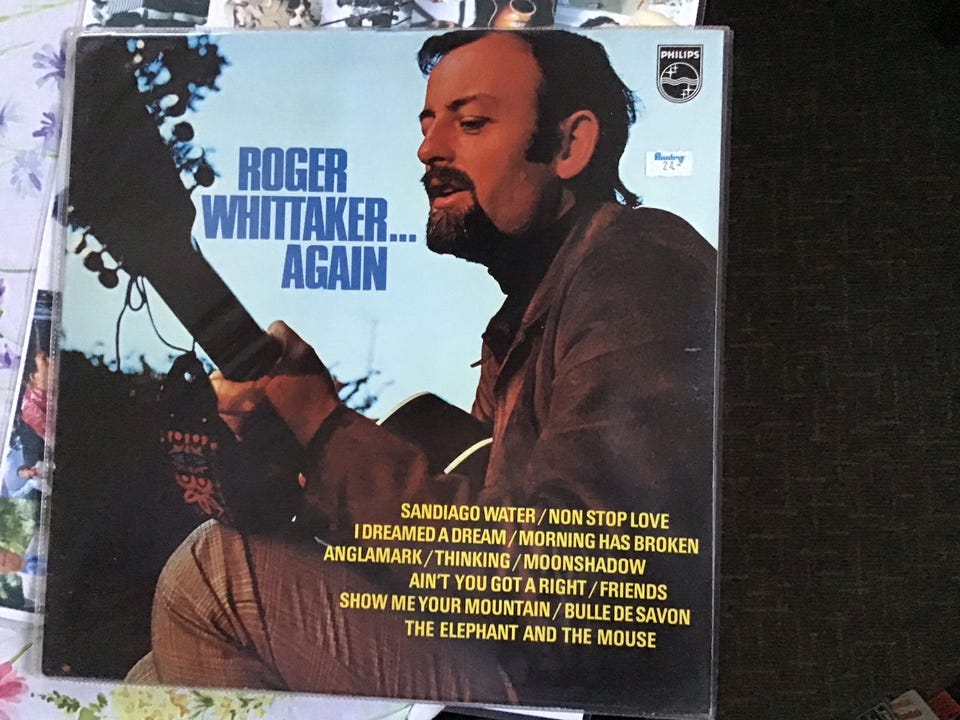 PHILIPS
24,-
ROGER
WHITTAKER...
AGAIN
SANDIAGO WATER / NON STOP LOVE
I DREAMED A DREAM / MORNING HAS BROKEN
ANGLAMARK / THINKING / MOONSHADOW
AIN'T YOU GOT A RIGHT / FRIENDS
SHOW ME YOUR MOUNTAIN / BULLE DE SAVON
THE ELEPHANT AND THE MOUSE